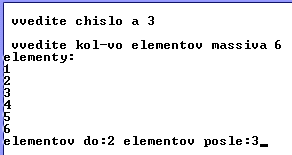 vvedite chislo a 3
vvedite kol-vo elementov massiva 6
elementy:
1
2
3
4
5
6
elementov do:2 elementov posle:3_